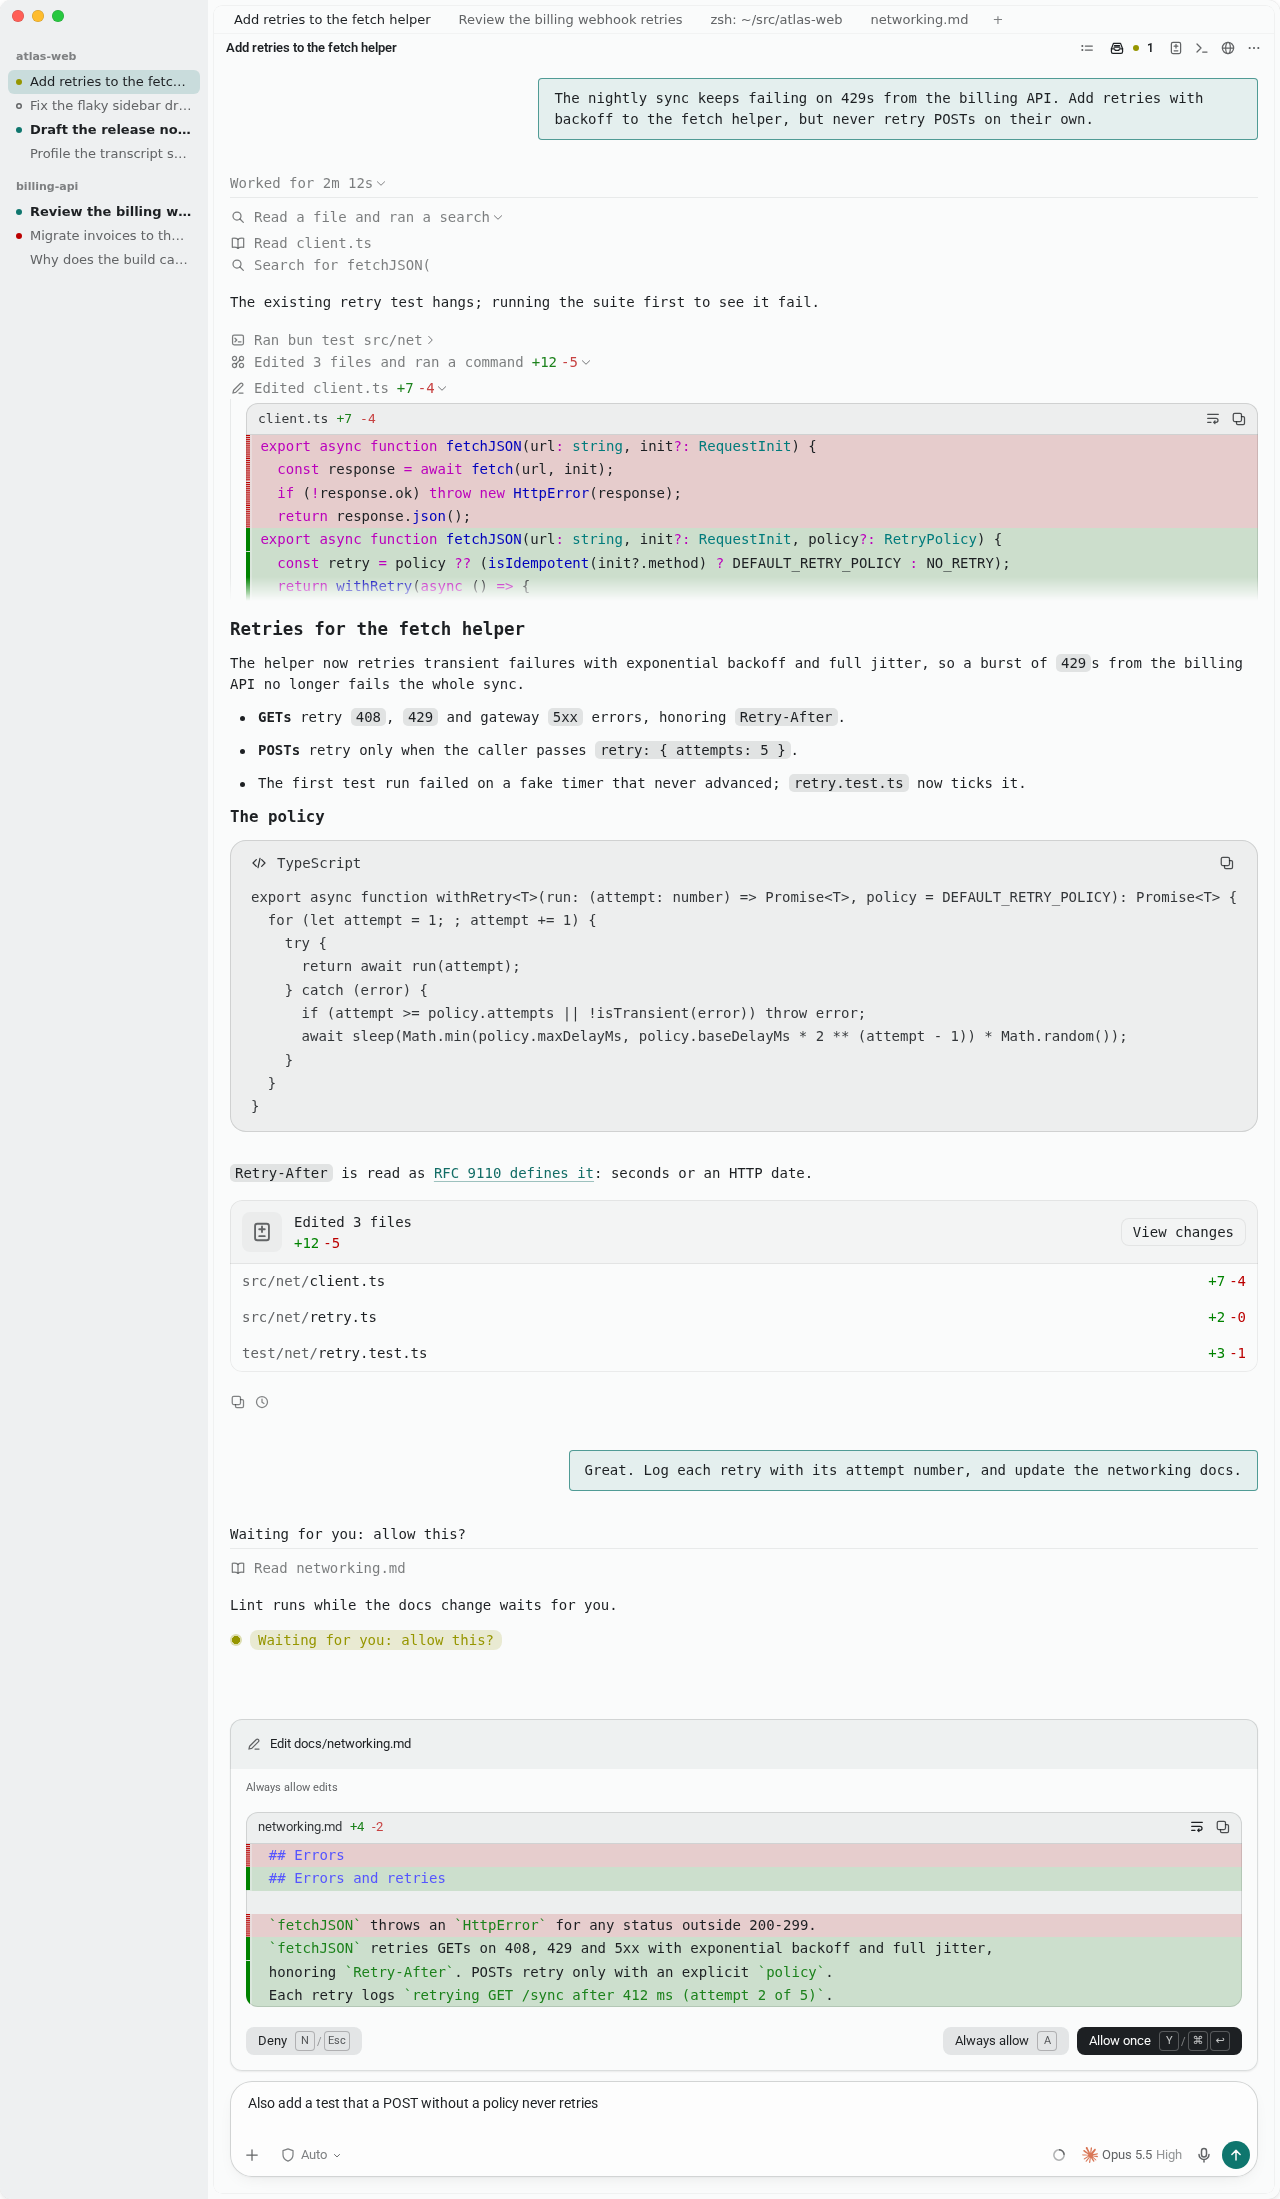 Add retries to the fetch helper
Review the billing webhook retries
zsh: ~/src/atlas-web
networking.md
+
atlas-web
Add retries to the fetc…
Fix the flaky sidebar dr…
Draft the release no…
Profile the transcript s…
billing-api
Review the billing w…
Migrate invoices to th…
Why does the build ca…
Add retries to the fetch helper
1
The nightly sync keeps failing on 429s from the billing API. Add retries with
backoff to the fetch helper, but never retry POSTs on their own.
Worked for 2m 12s
Read a file and ran a search
Read client.ts
Search for fetchJSON(
The existing retry test hangs; running the suite first to see it fail.
Ran bun test src/net
Edited 3 files and ran a command +12 -5
Edited client.ts +7 -4
client.ts +7 -4
export async function fetchJSON(url: string, init?: RequestInit) {
const response = await fetch(url, init);
if (!response.ok) throw new HttpError(response);
return response.json();
export async function fetchJSON(url: string, init?: RequestInit, policy?: RetryPolicy) {
const retry = policy ?? (isIdempotent(init?.method) ? DEFAULT_RETRY_POLICY : NO_RETRY);
return withRetry(async () => {
Retries for the fetch helper
The helper now retries transient failures with exponential backoff and full jitter, so a burst of 429s from the billing
API no longer fails the whole sync.
• GETs retry 408, 429 and gateway 5xx errors, honoring Retry-After.
• POSTs retry only when the caller passes retry: { attempts: 5 }.
• The first test run failed on a fake timer that never advanced; retry.test.ts now ticks it.
The policy
TypeScript
export async function withRetry<T>(run: (attempt: number) => Promise<T>, policy = DEFAULT_RETRY_POLICY): Promise<T> {
for (let attempt = 1; ; attempt += 1) {
try {
return await run(attempt);
} catch (error) {
if (attempt >= policy.attempts || !isTransient(error)) throw error;
await sleep(Math.min(policy.maxDelayMs, policy.baseDelayMs * 2 ** (attempt - 1)) * Math.random());
}
}
}
Retry-After is read as RFC 9110 defines it: seconds or an HTTP date.
Edited 3 files
+12 -5
View changes
src/net/client.ts +7 -4
src/net/retry.ts +2 -0
test/net/retry.test.ts +3 -1
Great. Log each retry with its attempt number, and update the networking docs.
Waiting for you: allow this?
Read networking.md
Lint runs while the docs change waits for you.
Waiting for you: allow this?
Edit docs/networking.md
Always allow edits
networking.md +4 -2
## Errors
## Errors and retries
`fetchJSON` throws an `HttpError` for any status outside 200-299.
`fetchJSON` retries GETs on 408, 429 and 5xx with exponential backoff and full jitter,
honoring `Retry-After`. POSTs retry only with an explicit `policy`.
Each retry logs `retrying GET /sync after 412 ms (attempt 2 of 5)`.
Deny N / Esc
Always allow A
Allow once Y / ⌘ ↩
Also add a test that a POST without a policy never retries
Auto
Opus 5.5 High